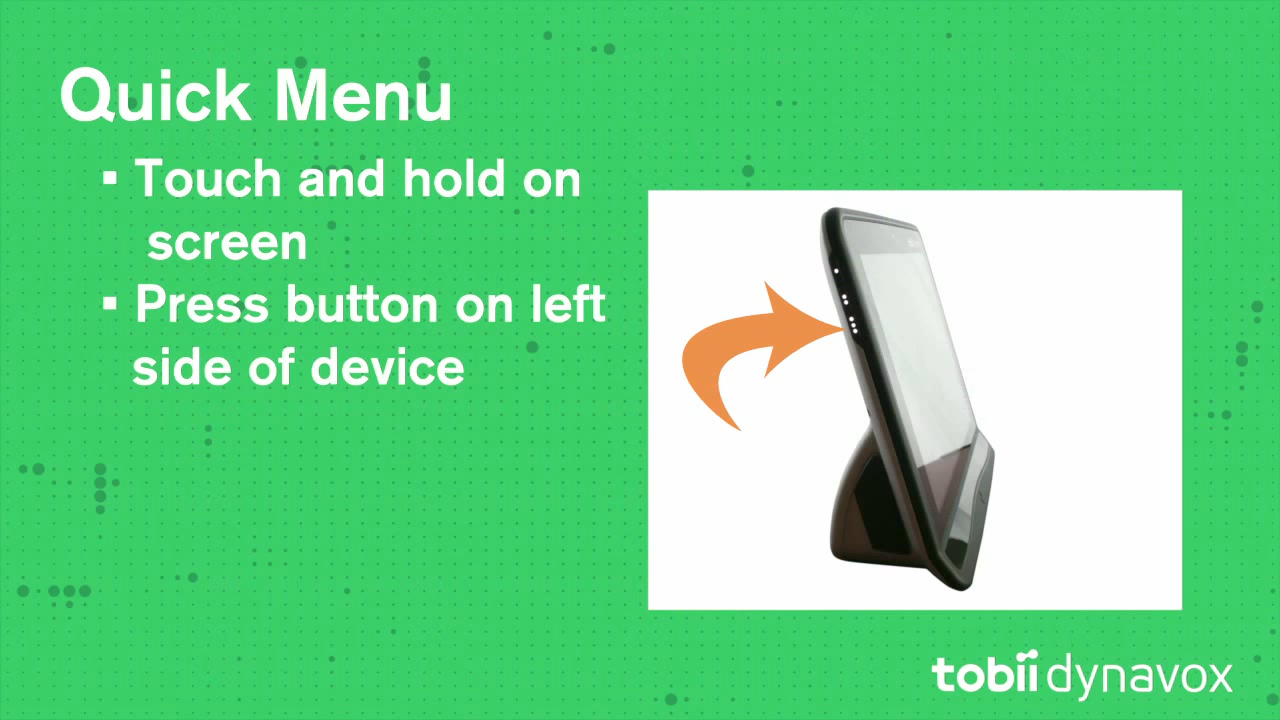 Quick Menu
▪ Touch and hold on
screen
▪ Press button on left
side of device
tobii dynavox